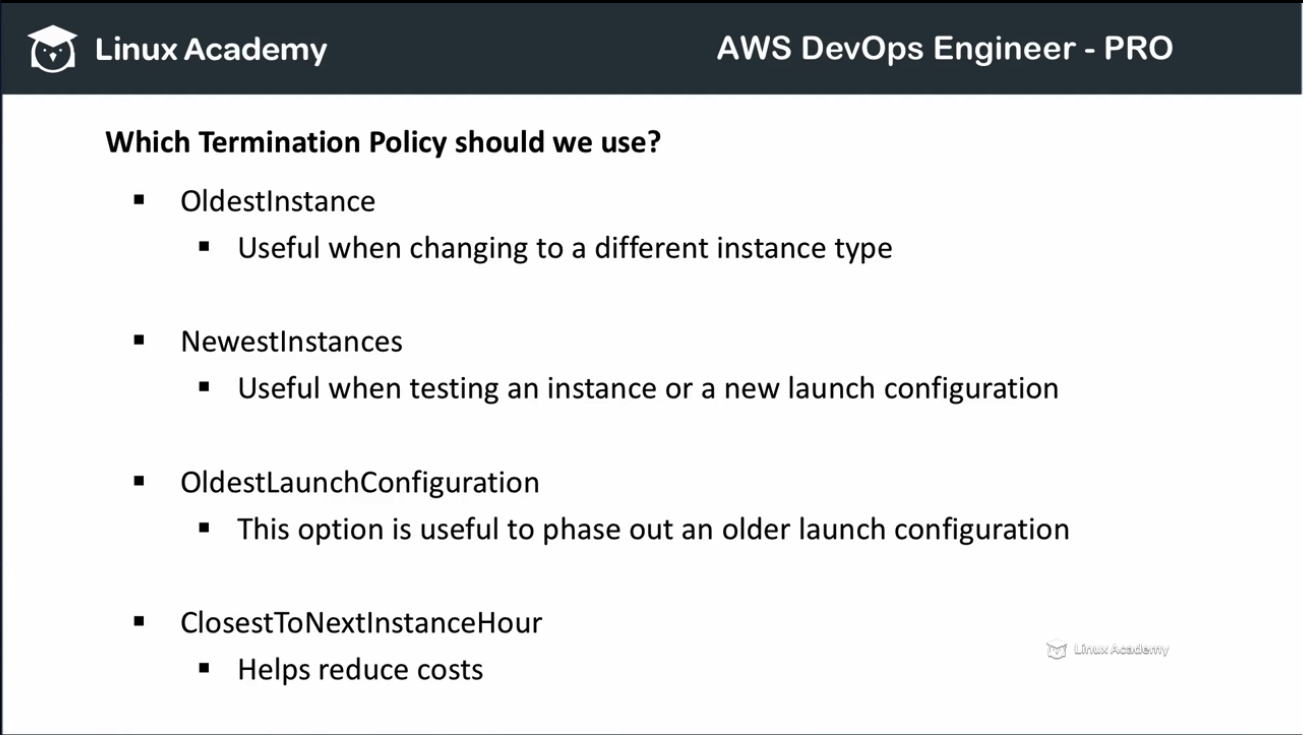 Linux Academy
AWS DevOps Engineer - PRO
Which Termination Policy should we use?
▪ OldestInstance
▪ Useful when changing to a different instance type
▪ NewestInstances
▪ Useful when testing an instance or a new launch configuration
▪ OldestLaunchConfiguration
▪ This option is useful to phase out an older launch configuration
▪ ClosestToNextInstanceHour
▪ Helps reduce costs
Linux Academy